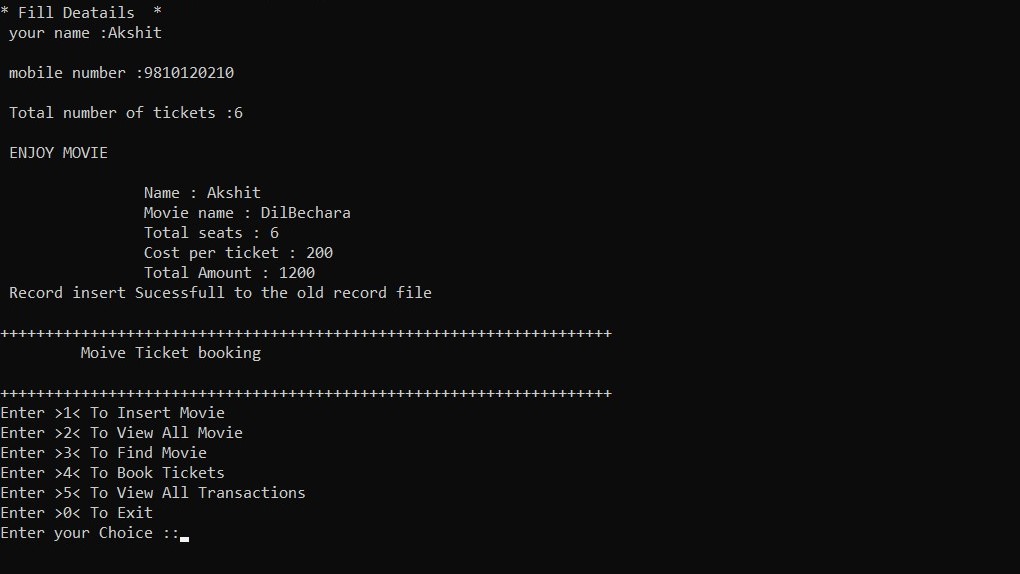 * Fill Deatails  *
your name :Akshit
mobile number :9810120210
Total number of tickets :6
ENJOY MOVIE
Name : Akshit
Movie name : DilBechara
Total seats : 6
Cost per ticket : 200
Total Amount : 1200
Record insert Sucessfull to the old record file
++++++++++++++++++++++++++++++++++++++++++++++++++++++++++++++++++++
Moive Ticket booking
++++++++++++++++++++++++++++++++++++++++++++++++++++++++++++++++++++
Enter >1< To Insert Movie
Enter >2< To View All Movie
Enter >3< To Find Movie
Enter >4< To Book Tickets
Enter >5< To View All Transactions
Enter >0< To Exit
Enter your Choice ::